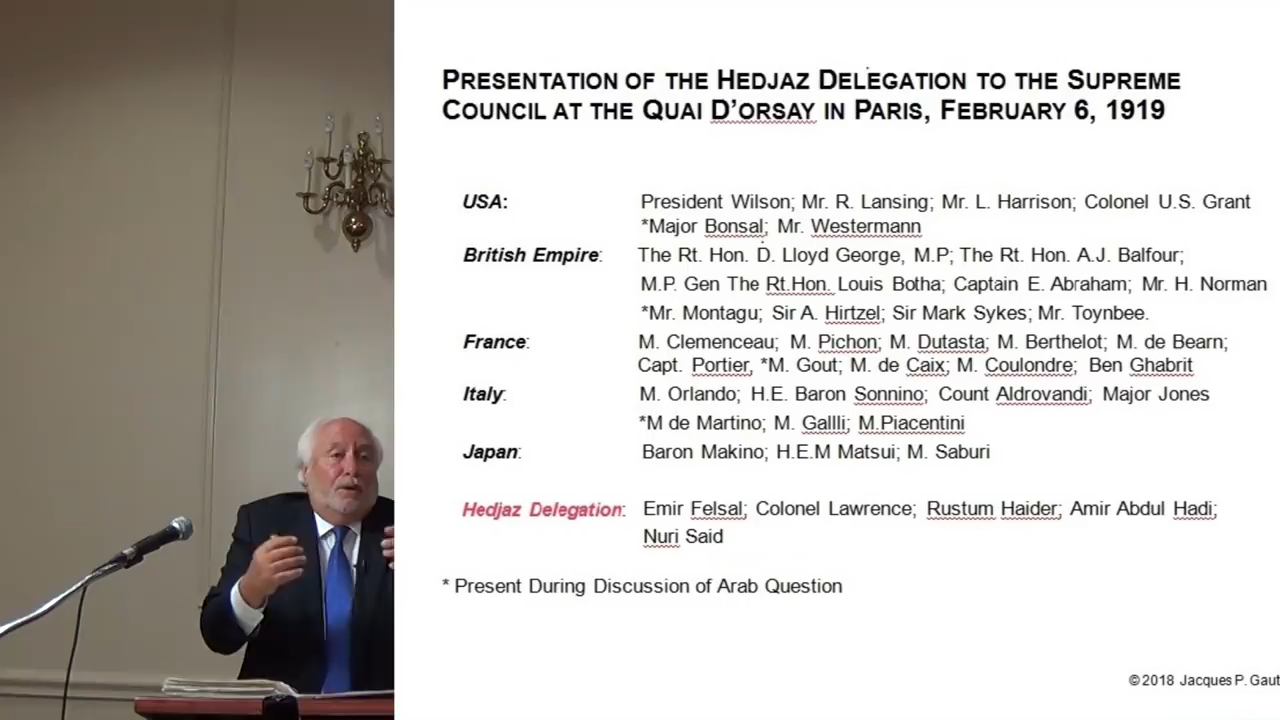 PRESENTATION OF THE HEDJAZ DELEGATION TO THE SUPREME
COUNCIL AT THE QUAI D'ORSAY IN PARIS, FEBRUARY 6, 1919
USA: President Wilson; Mr. R. Lansing; Mr. L. Harrison; Colonel U.S. Grant
*Major Bonsal; Mr. Westermann
British Empire: The Rt. Hon. D. Lloyd George, M.P; The Rt. Hon. A.J. Balfour;
M.P. Gen The Rt.Hon. Louis Botha; Captain E. Abraham; Mr. H. Norman
*Mr. Montagu; Sir A. Hirtzel; Sir Mark Sykes; Mr. Toynbee.
France: M. Clemenceau; M. Pichon; M. Dutasta; M. Berthelot; M. de Bearn;
Capt. Portier, *M. Gout; M. de Caix; M. Coulondre; Ben Ghabrit
Italy: M. Orlando; H.E. Baron Sonnino; Count Aldrovandi; Major Jones
*M de Martino; M. Gallli; M.Piacentini
Japan: Baron Makino; H.E.M Matsui; M. Saburi
Hedjaz Delegation: Emir Felsal; Colonel Lawrence; Rustum Haider; Amir Abdul Hadi;
Nuri Said
* Present During Discussion of Arab Question
© 2018 Jacques P. Gaut